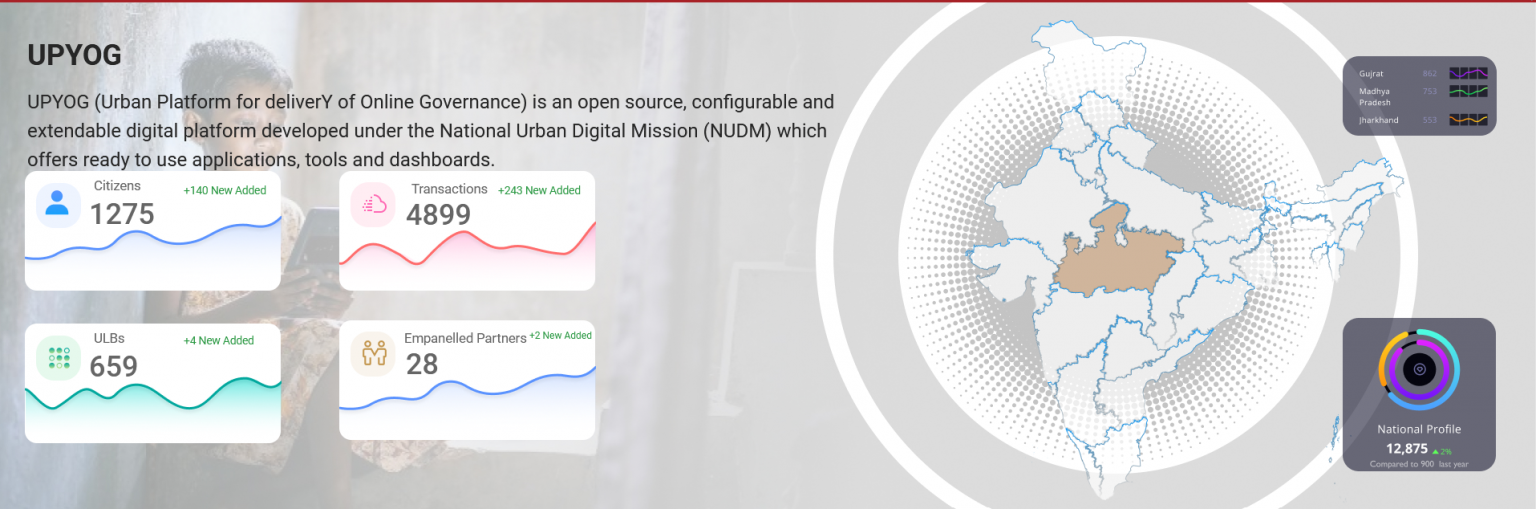 UPYOG
UPYOG (Urban Platform for deliverY of Online Governance) is an open source, configurable and
extendable digital platform developed under the National Urban Digital Mission (NUDM) which
offers ready to use applications, tools and dashboards.
Citizens
+140 New Added
1275
Transactions
+243 New Added
4899
ULBs
+4 New Added
659
Empanelled Partners
+2 New Added
28
Gujrat 862
Madhya 753
Pradesh
Jharkhand 553
National Profile
12,875 ▲2%
Compared to 900 last year